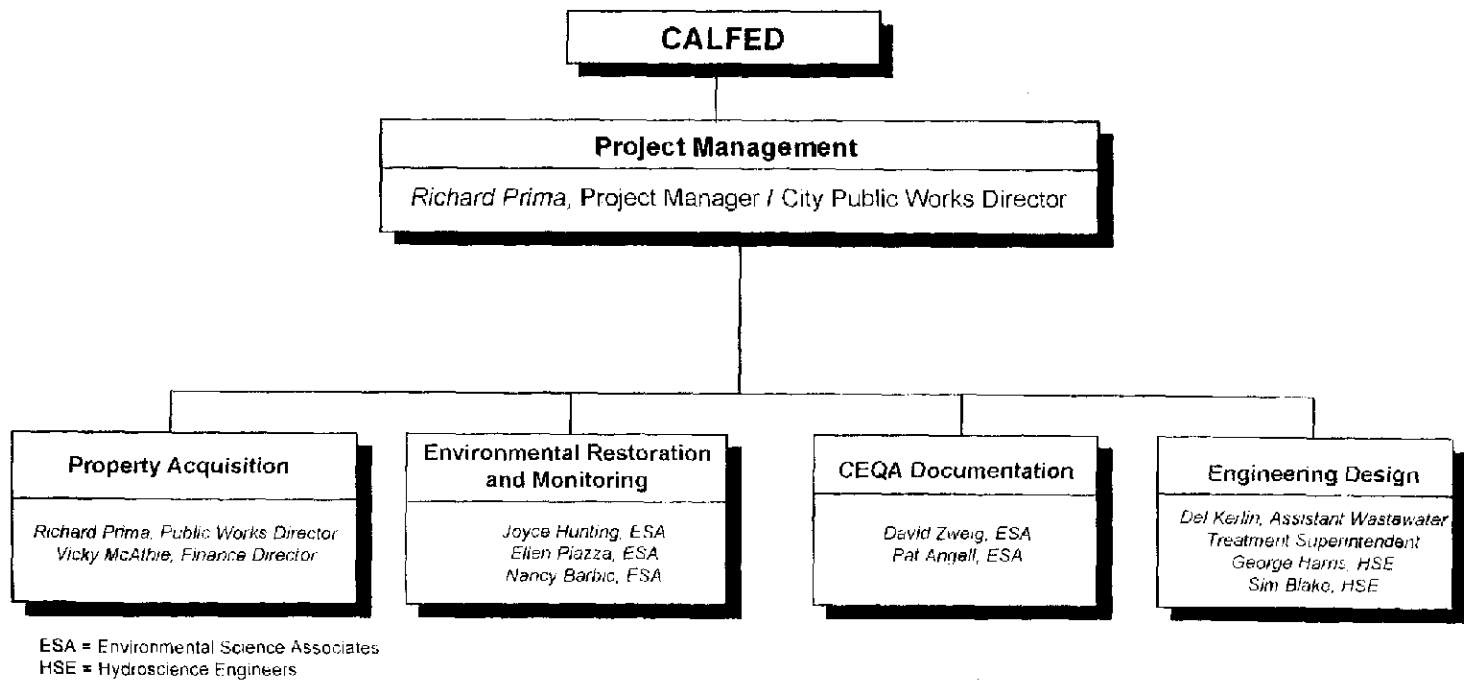 CALFED
Project Management
Richard Prima, Project Manager / City Public Works Director
Property Acquisition
Richard Prima, Public Works Director
Vicky McAthie, Finance Director
Environmental Restoration
and Monitoring
Joyce Hunting, ESA
Ellen Piazza, ESA
Nancy Barbic, ESA
CEQA Documentation
David Zweig, ESA
Pat Angell, ESA
Engineering Design
Del Kerlin, Assistant Wastewater
Treatment Superintendent
George Harris, HSE
Sim Blake, HSE
ESA = Environmental Science Associates
HSE = Hydroscience Engineers